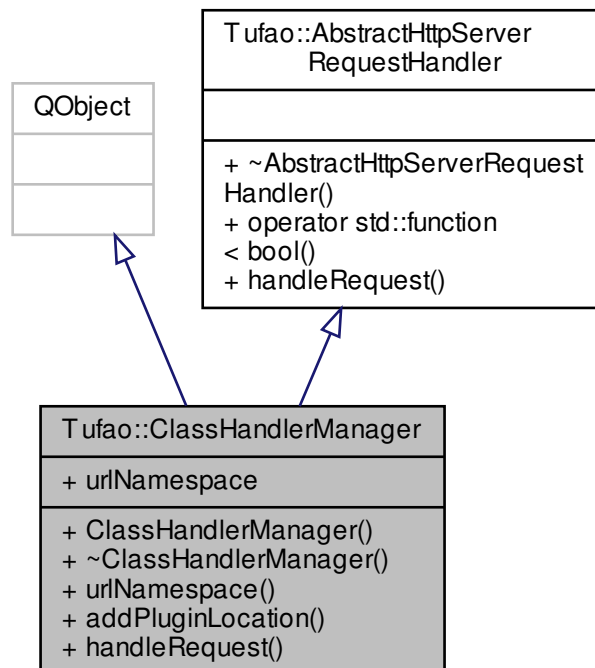 Tufao::AbstractHttpServer
RequestHandler
QObject
+ ~AbstractHttpServerRequest
Handler()
+ operator std::function
< bool()
+ handleRequest()
Tufao::ClassHandlerManager
+ urlNamespace
+ ClassHandlerManager()
+ ~ClassHandlerManager()
+ urlNamespace()
+ addPluginLocation()
+ handleRequest()